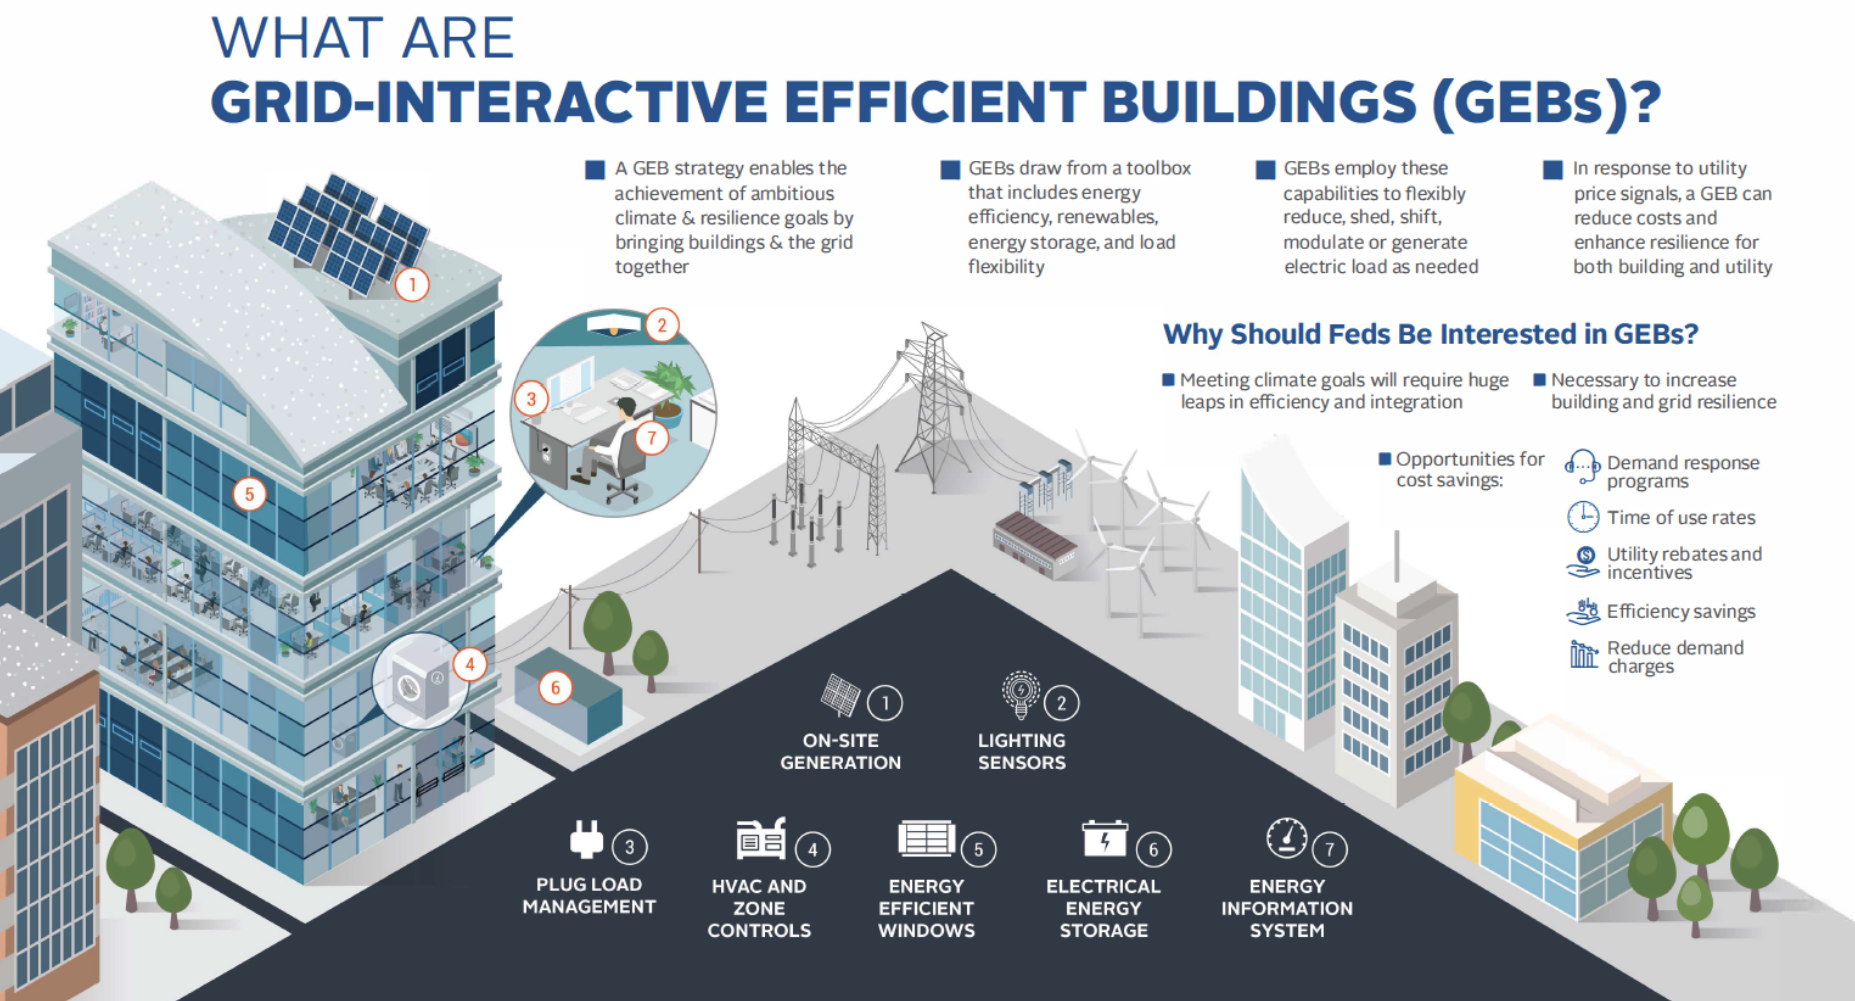 WHAT ARE
GRID-INTERACTIVE EFFICIENT BUILDINGS (GEBs)?
A GEB strategy enables the
achievement of ambitious
climate & resilience goals by
bringing buildings & the grid
together
GEBs draw from a toolbox
that includes energy
efficiency, renewables,
energy storage, and load
flexibility
GEBs employ these
capabilities to flexibly
reduce, shed, shift,
modulate or generate
electric load as needed
In response to utility
price signals, a GEB can
reduce costs and
enhance resilience for
both building and utility
Why Should Feds Be Interested in GEBs?
Meeting climate goals will require huge
leaps in efficiency and integration
Necessary to increase
building and grid resilience
Opportunities for
cost savings:
Demand response
programs
Time of use rates
Utility rebates and
incentives
Efficiency savings
Reduce demand
charges
1
2
3
7
5
4
6
1
ON-SITE
GENERATION
2
LIGHTING
SENSORS
3
PLUG LOAD
MANAGEMENT
4
HVAC AND
ZONE
CONTROLS
5
ENERGY
EFFICIENT
WINDOWS
6
ELECTRICAL
ENERGY
STORAGE
7
ENERGY
INFORMATION
SYSTEM